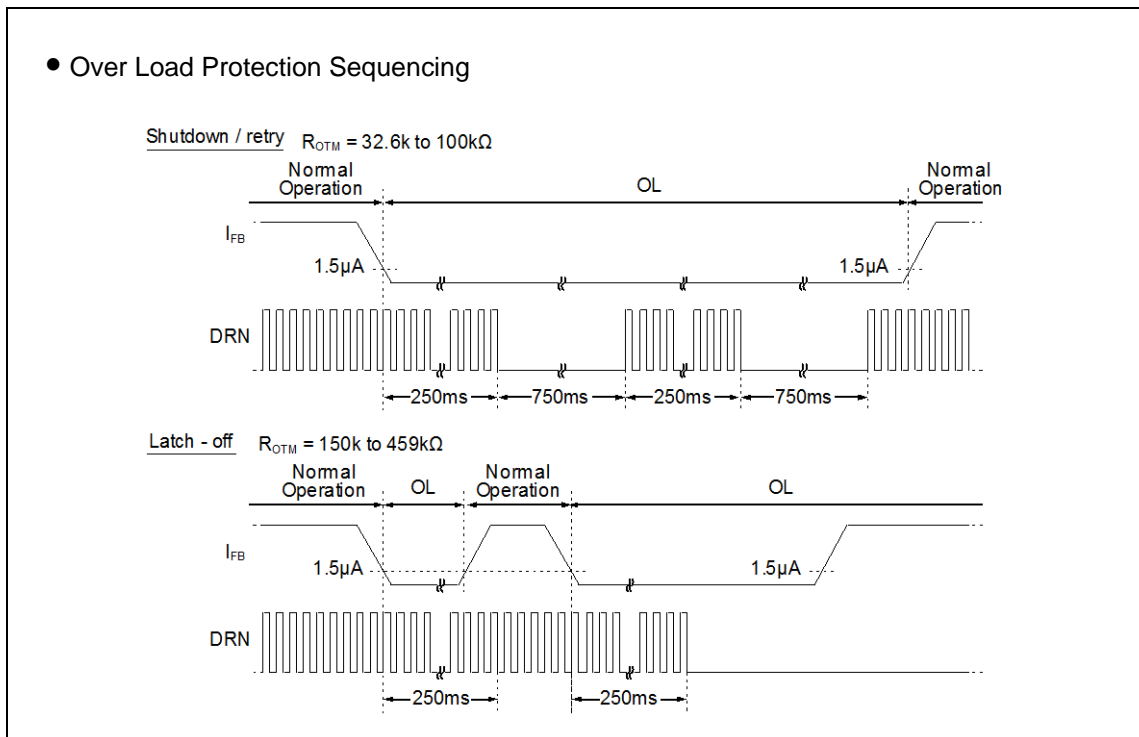 ● Over Load Protection Sequencing
Shutdown / retry R_OTM = 32.6k to 100kΩ
Normal Operation OL Normal Operation
I_FB
1.5µA 1.5µA
DRN
250ms 750ms 250ms 750ms
Latch - off R_OTM = 150k to 459kΩ
Normal Operation OL Normal Operation OL
I_FB
1.5µA 1.5µA
DRN
250ms 250ms